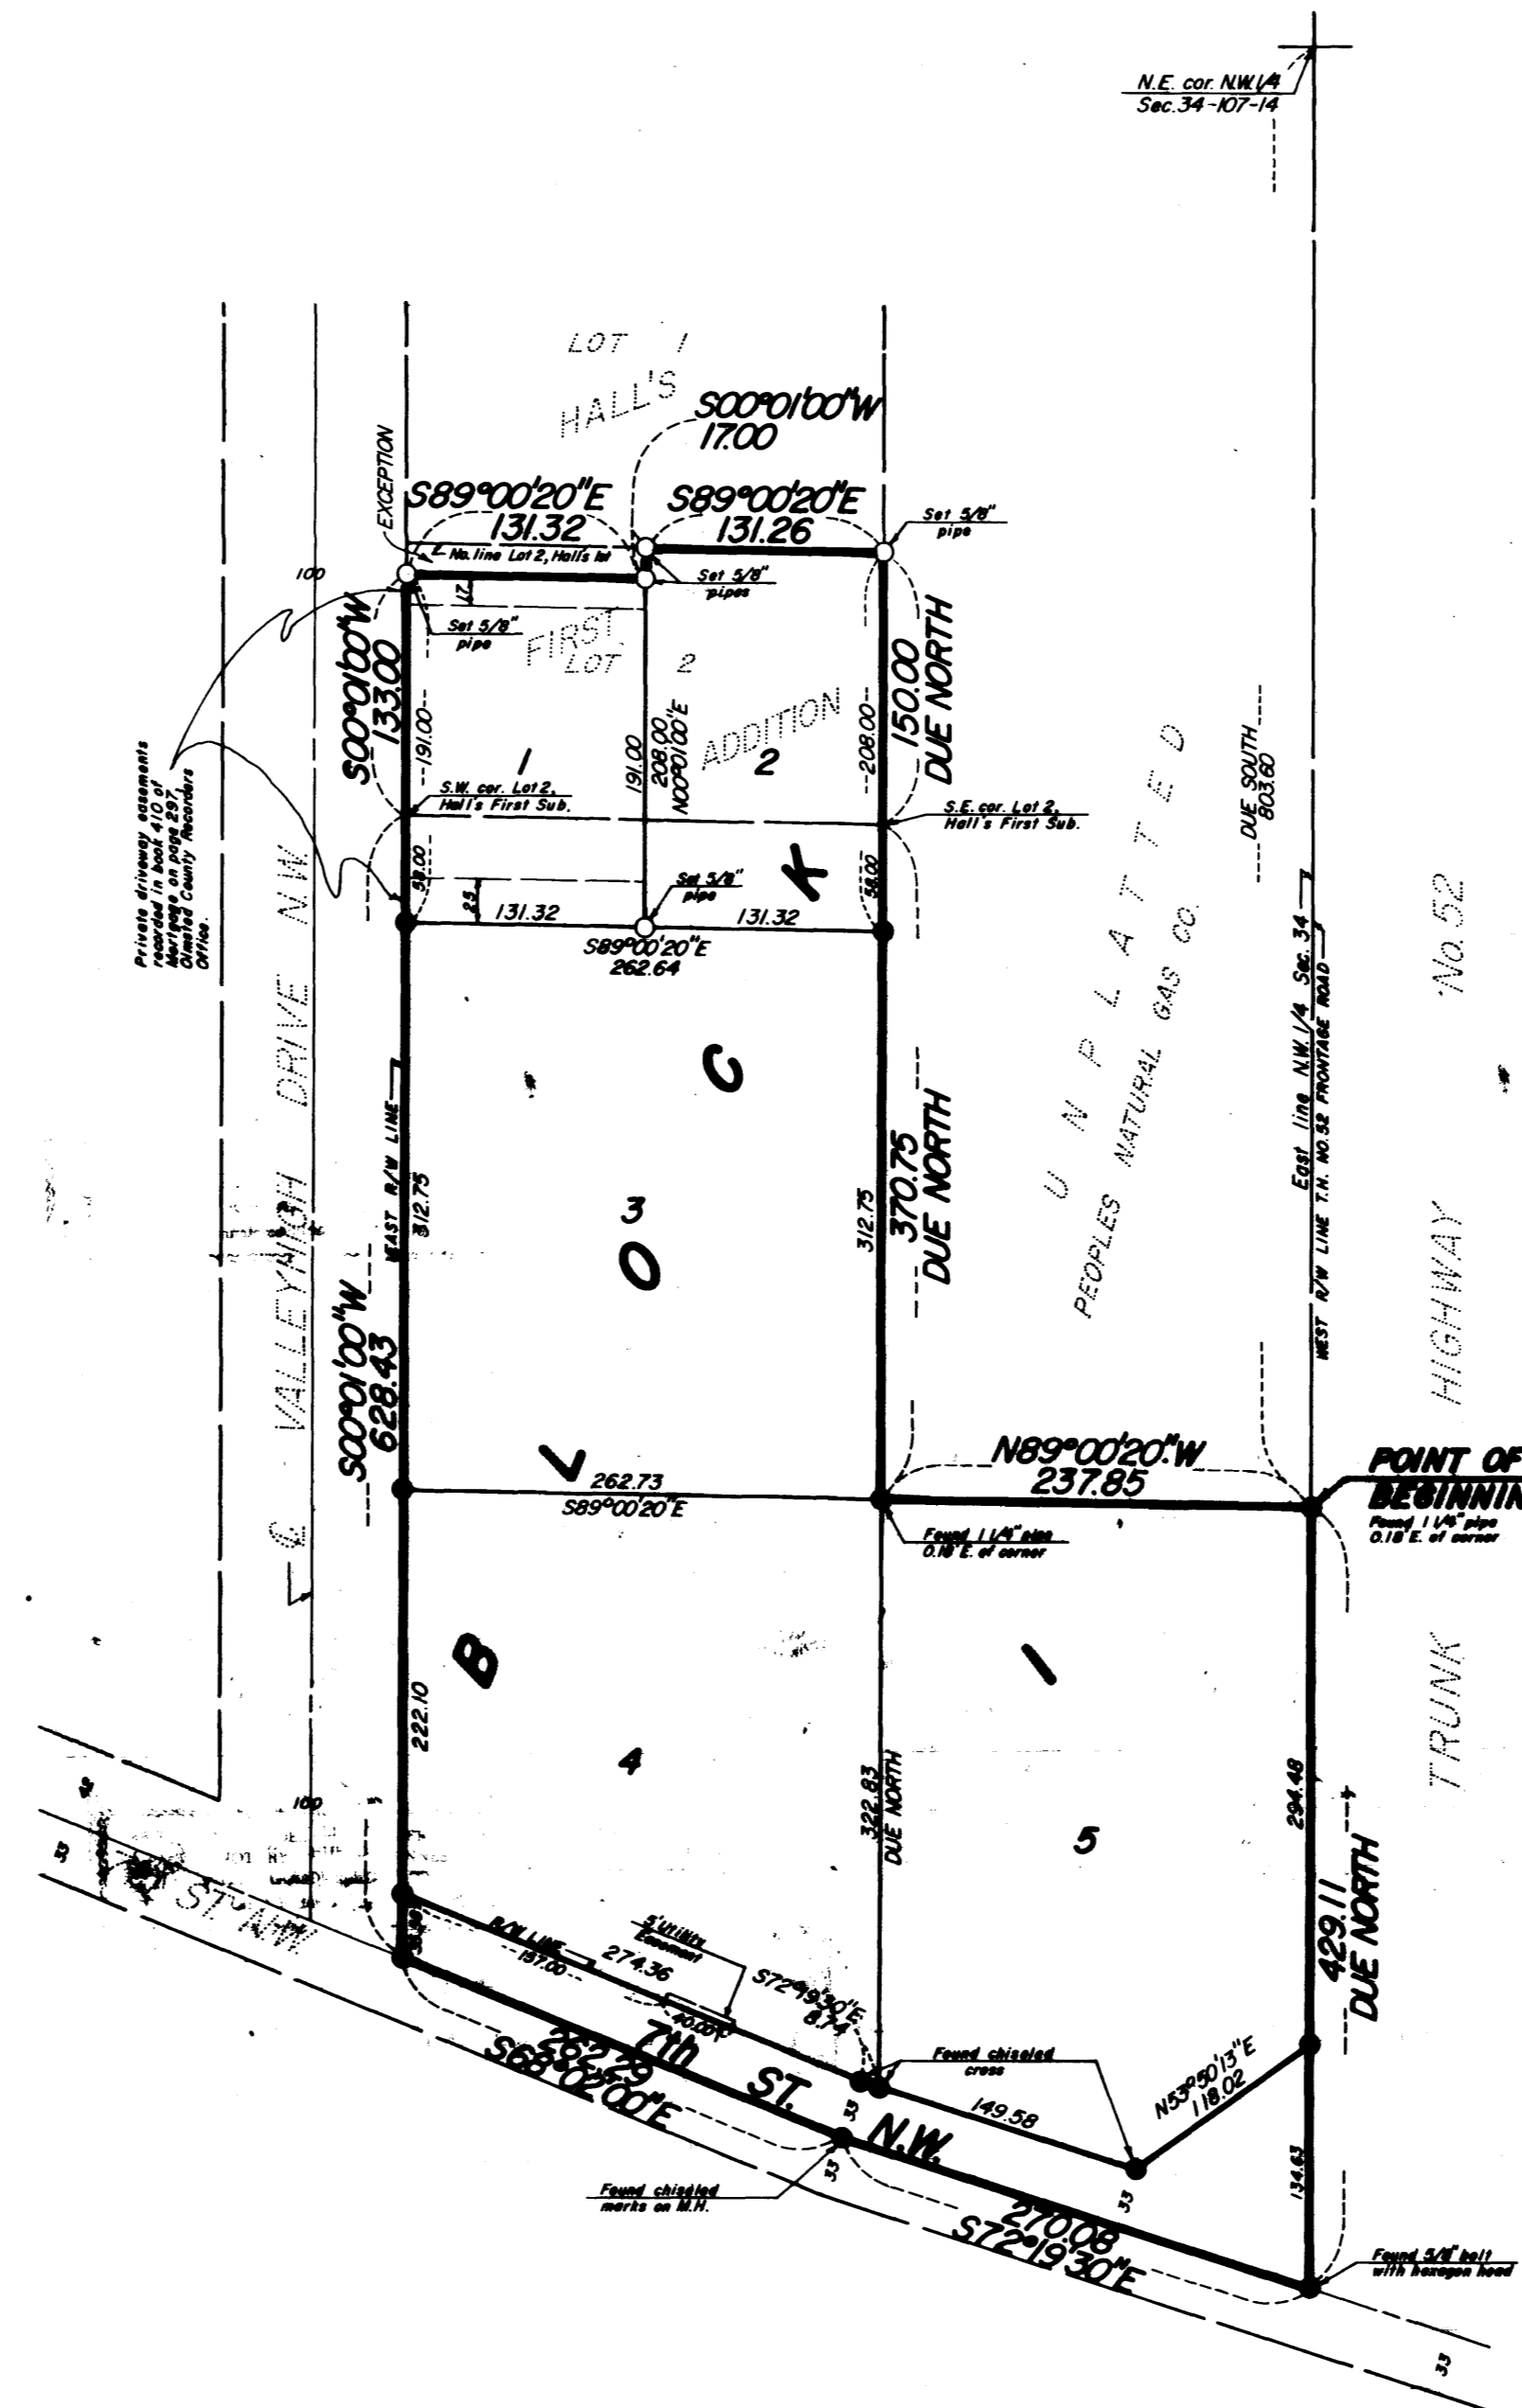 N.E. cor. N.W.1/4
Sec. 34-107-14
LOT 1
HALL'S
S00°01'00"W
17.00
EXCEPTION
S89°00'20"E
131.32
S89°00'20"E
131.26
Set 5/8"
pipe
No. line Lot 2, Halls 1st
100
17
Set 5/8"
pipes
Set 5/8"
pipe
FIRST
LOT 2
ADDITION
S00°01'00"W
133.00
191.00
1
191.00
208.00
N00°01'00"E
2
208.00
150.00
DUE NORTH
S.W. cor. Lot 2,
Hall's First Sub.
S.E. cor. Lot 2,
Hall's First Sub.
Private driveway easements
recorded in book 410 of
Mortgage on page 297,
Olmsted County Recorders
Office.
DUE SOUTH
803.60
58.00
25
Set 5/8"
pipe
58.00
131.32
131.32
S89°00'20"E
262.64
UNPLATTED
PEOPLES NATURAL GAS CO.
East line N.W.1/4 Sec. 34
WEST R/W LINE T.H. NO. 52 FRONTAGE ROAD
TRUNK HIGHWAY No. 52
℄ VALLEYHIGH DRIVE N.W.
EAST R/W LINE
312.75
3
312.75
370.75
DUE NORTH
S00°01'00"W
628.43
BLOCK 1
262.73
S89°00'20"E
N89°00'20"W
237.85
POINT OF
BEGINNIN
Found 1 1/4" pipe
0.18 E. of corner
Found 1 1/4" pipe
0.18 E. of corner
222.10
4
322.83
DUE NORTH
5
294.48
429.11
DUE NORTH
100
33
ST. N.W.
R/W LINE
157.00
274.36
5' Utility
Easement
40.00
S72°19'30"E
8.74
Found chiseled
cross
N53°50'13"E
118.02
262.29
S68°02'00"E
7th ST. N.W.
33
149.58
134.63
33
33
Found chiseled
marks on M.H.
270.08
S72°19'30"E
Found 5/8" bolt
with hexagon head
33